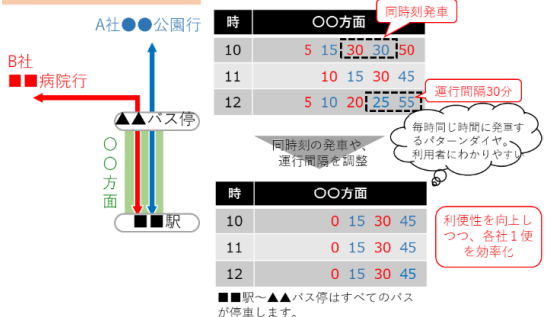 A社●●公園行
B社
■■病院行
▲▲バス停
〇〇方面
■■駅
同時刻発車
時 〇〇方面
10 5 15 30 30 50
11 10 15 30 45
12 5 10 20 25 55
運行間隔30分
毎時同じ時間に発車す
るパターンダイヤ。
利用者にわかりやすい
同時刻の発車や、
運行間隔を調整
時 〇〇方面
10 0 15 30 45
11 0 15 30 45
12 0 15 30 45
利便性を向上し
つつ、各社１便
を効率化
■■駅～▲▲バス停はすべてのバス
が停車します。